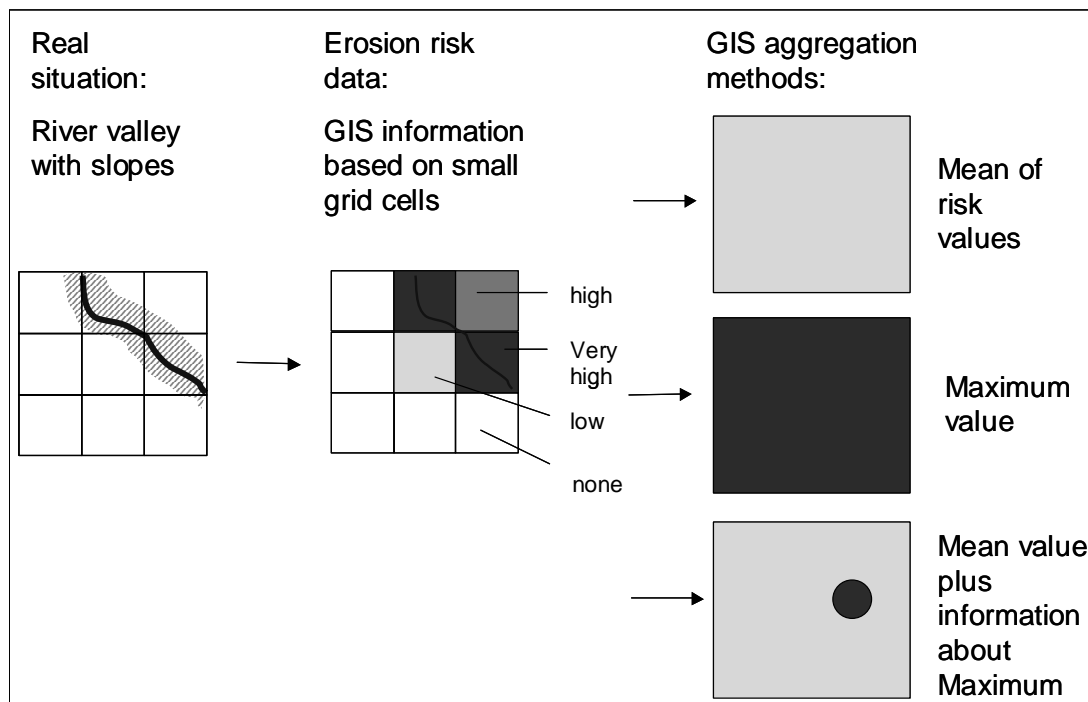 Real
situation:
River valley
with slopes
Erosion risk
data:
GIS information
based on small
grid cells
high
Very
high
low
none
GIS aggregation
methods:
Mean of
risk
values
Maximum
value
Mean value
plus
information
about
Maximum